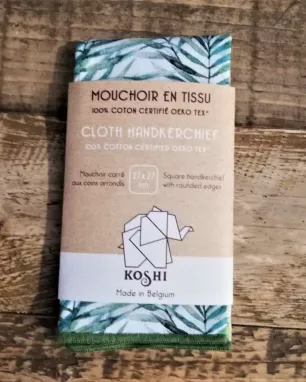 MOUCHOIR EN TISSU
100% COTON CERTIFIÉ OEKO TEX®
CLOTH HANDKERCHIEF
100% COTTON CERTIFIED OEKO TEX®
Mouchoir carré
aux coins arrondis
27 x 27
cm
Square handkerchief
with rounded edges
KOSHI
Made in Belgium